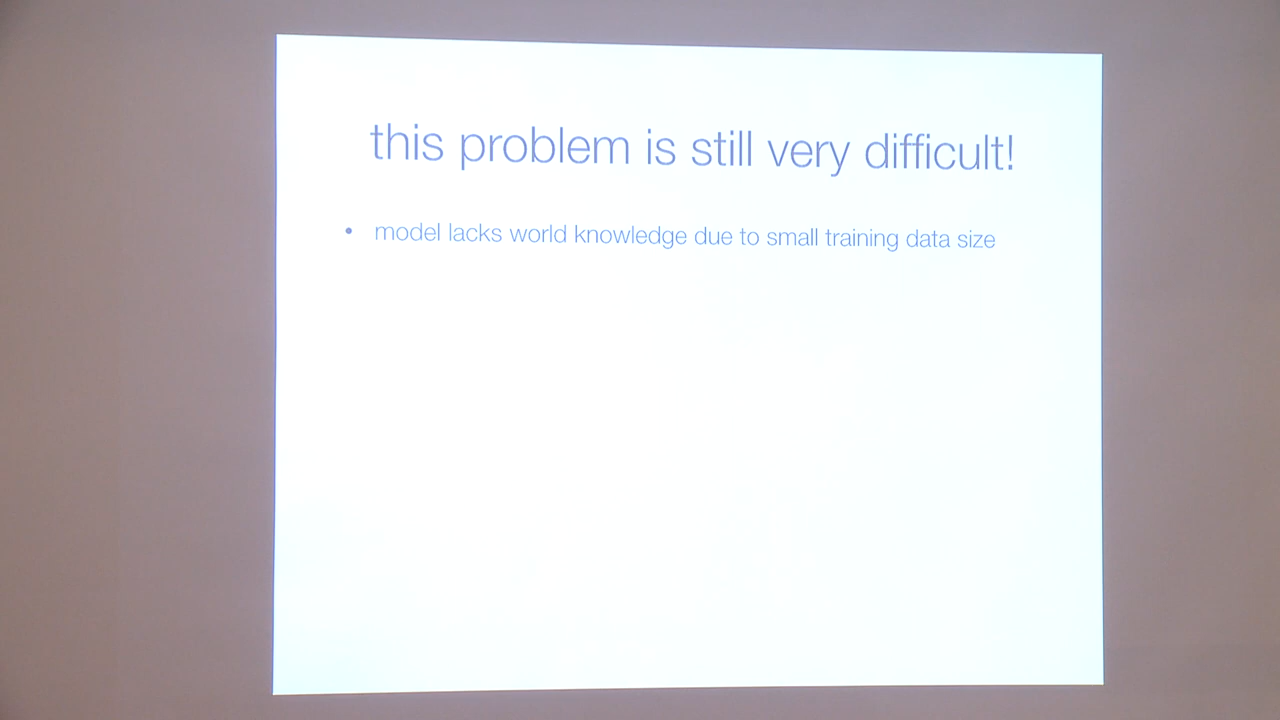 this problem is still very difficult!
• model lacks world knowledge due to small training data size